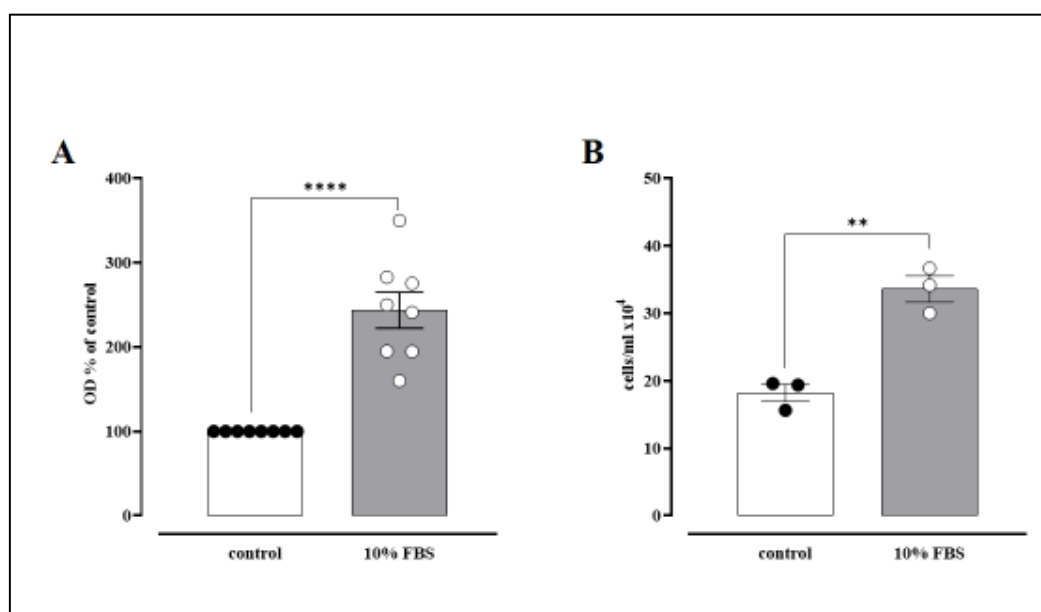 A
B
400
300
200
100
0
OD % of control
****
control
10% FBS
50
40
30
20
10
0
cells/ml x10⁴
**
control
10% FBS